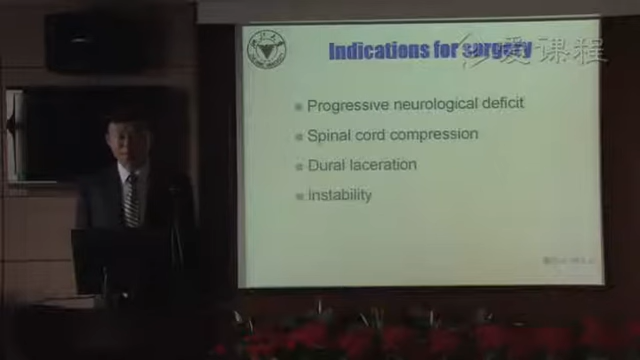 Indications for surgery
爱课程
Progressive neurological deficit
Spinal cord compression
Dural laceration
Instability